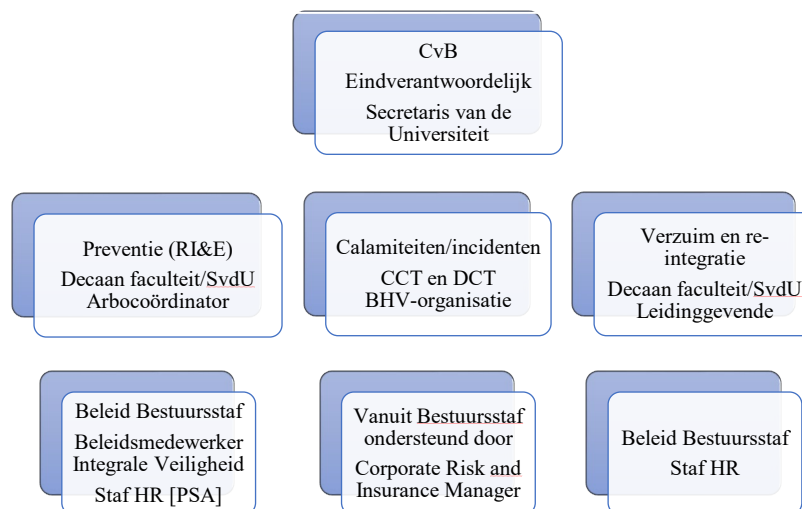 CvB
Eindverantwoordelijk
Secretaris van de
Universiteit
Preventie (RI&E)
Decaan faculteit/SvdU
Arbocoördinator
Calamiteiten/incidenten
CCT en DCT
BHV-organisatie
Verzuim en re-
integratie
Decaan faculteit/SvdU
Leidinggevende
Beleid Bestuursstaf
Beleidsmedewerker
Integrale Veiligheid
Staf HR [PSA]
Vanuit Bestuursstaf
ondersteund door
Corporate Risk and
Insurance Manager
Beleid Bestuursstaf
Staf HR